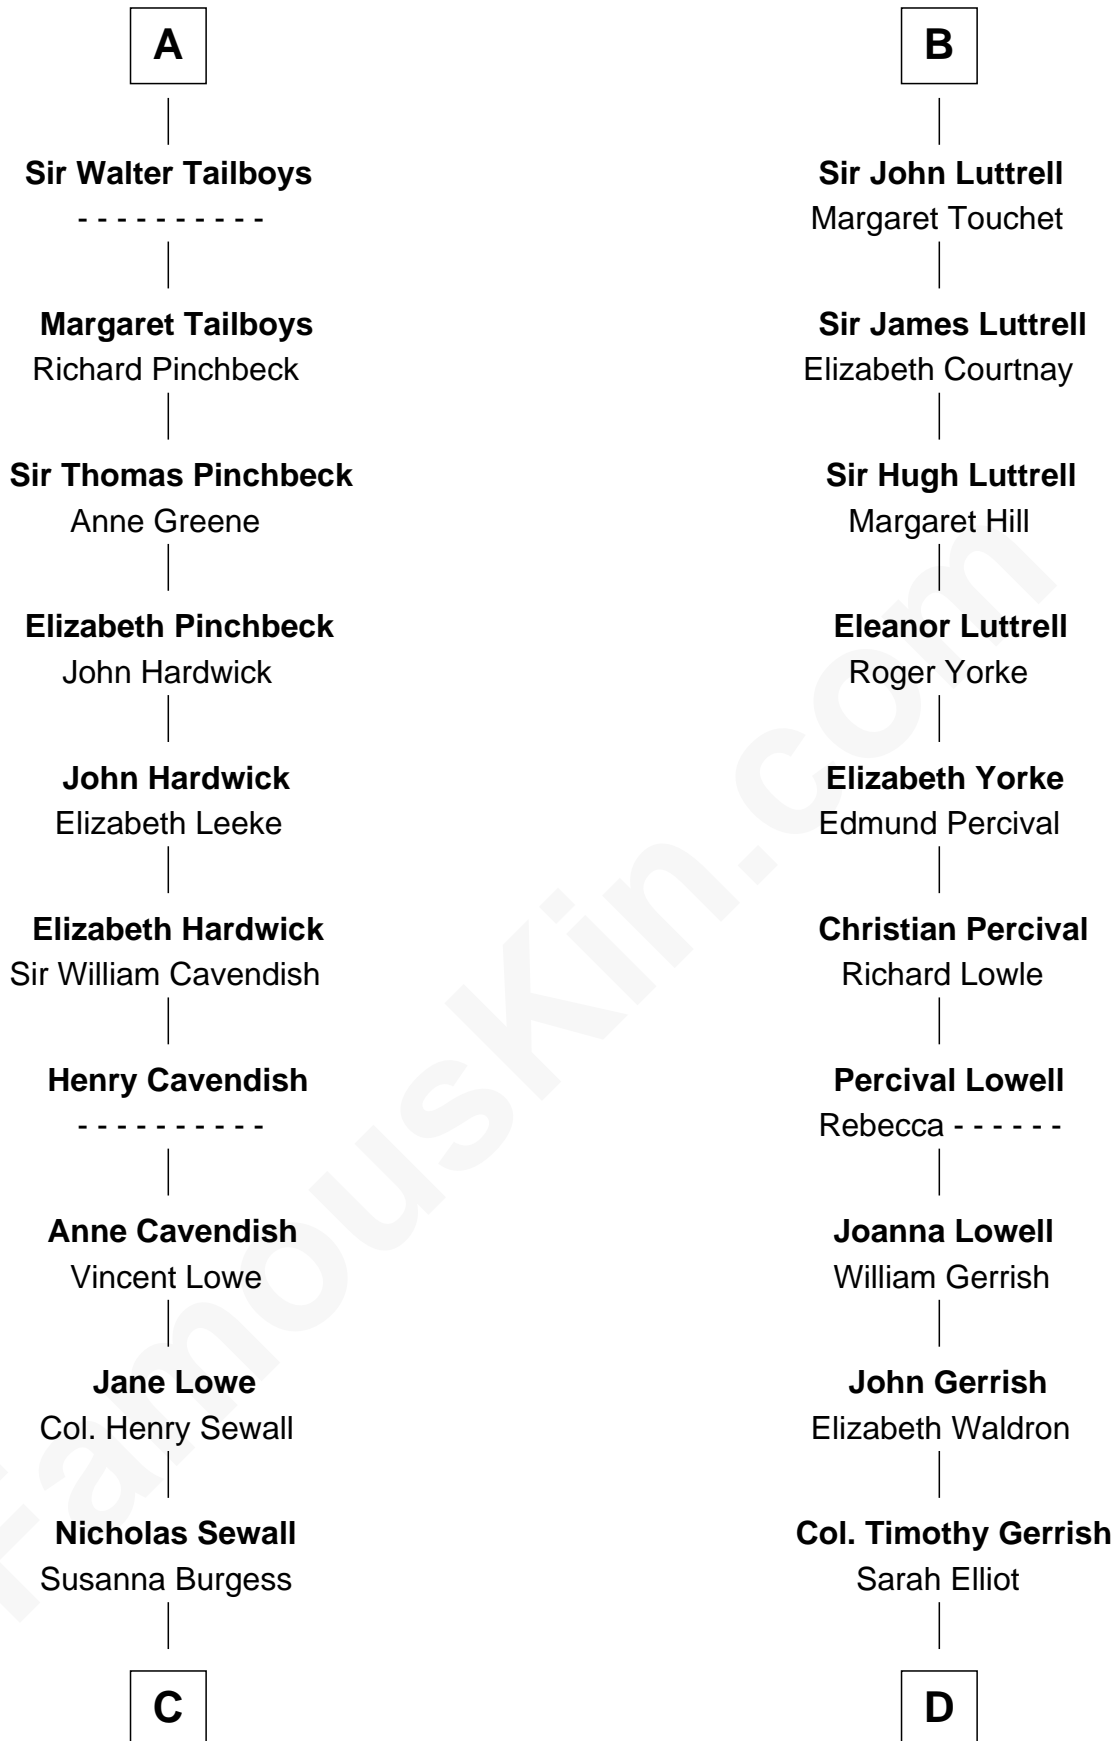 A
Sir Walter Tailboys
- - - - - - - - - -
Margaret Tailboys
Richard Pinchbeck
Sir Thomas Pinchbeck
Anne Greene
Elizabeth Pinchbeck
John Hardwick
John Hardwick
Elizabeth Leeke
Elizabeth Hardwick
Sir William Cavendish
Henry Cavendish
- - - - - - - - - -
Anne Cavendish
Vincent Lowe
Jane Lowe
Col. Henry Sewall
Nicholas Sewall
Susanna Burgess
C
B
Sir John Luttrell
Margaret Touchet
Sir James Luttrell
Elizabeth Courtnay
Sir Hugh Luttrell
Margaret Hill
Eleanor Luttrell
Roger Yorke
Elizabeth Yorke
Edmund Percival
Christian Percival
Richard Lowle
Percival Lowell
Rebecca - - - - - -
Joanna Lowell
William Gerrish
John Gerrish
Elizabeth Waldron
Col. Timothy Gerrish
Sarah Elliot
D
FamousKin.com